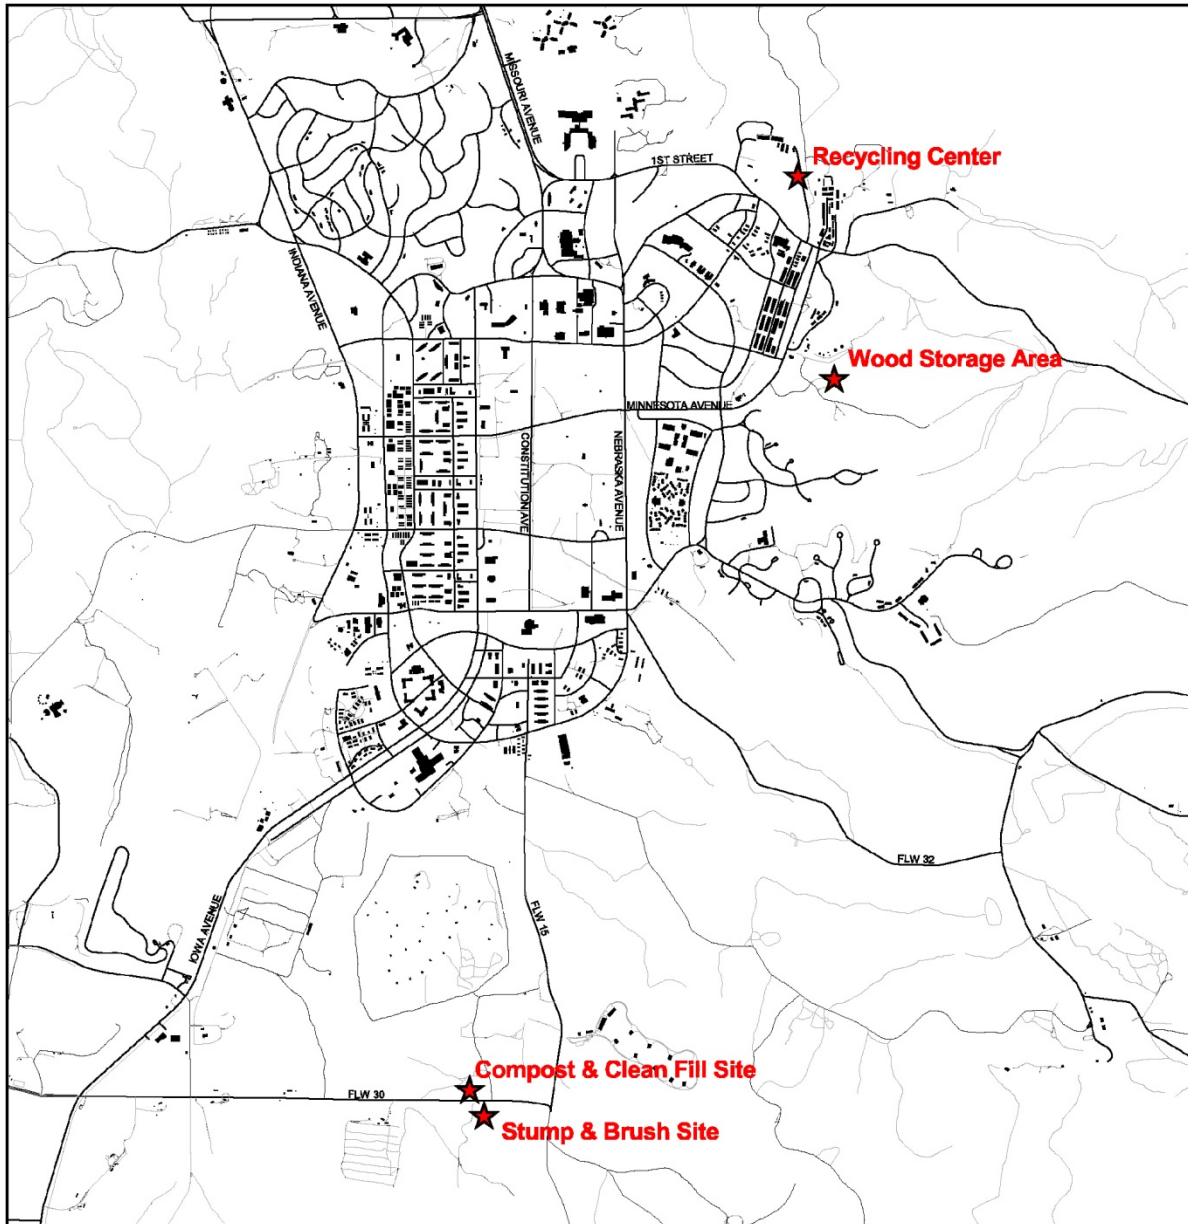 MISSOURI AVENUE
1ST STREET
Recycling Center
INDIANA AVENUE
Wood Storage Area
MINNESOTA AVENUE
CONSTITUTION AVE
NEBRASKA AVENUE
FLW 32
IOWA AVENUE
FLW 15
Compost & Clean Fill Site
FLW 30
Stump & Brush Site